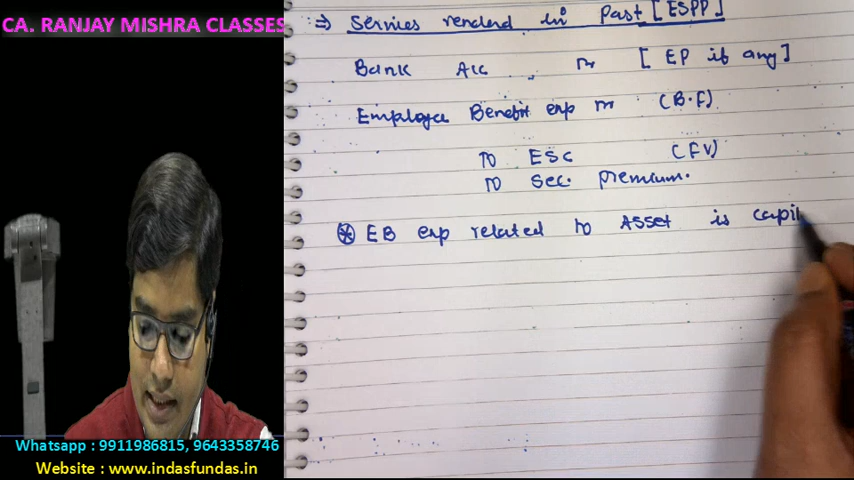 CA. RANJAY MISHRA CLASSES
⇒ Services renderd in Past [ESPP]
Bank A/c Dr [EP if any]
Employee Benefit exp Dr (B.F)
To ESC (FV)
To Sec. Premium.
* EB exp related to Asset is capi
Whatsapp : 9911986815, 9643358746
Website : www.indasfundas.in